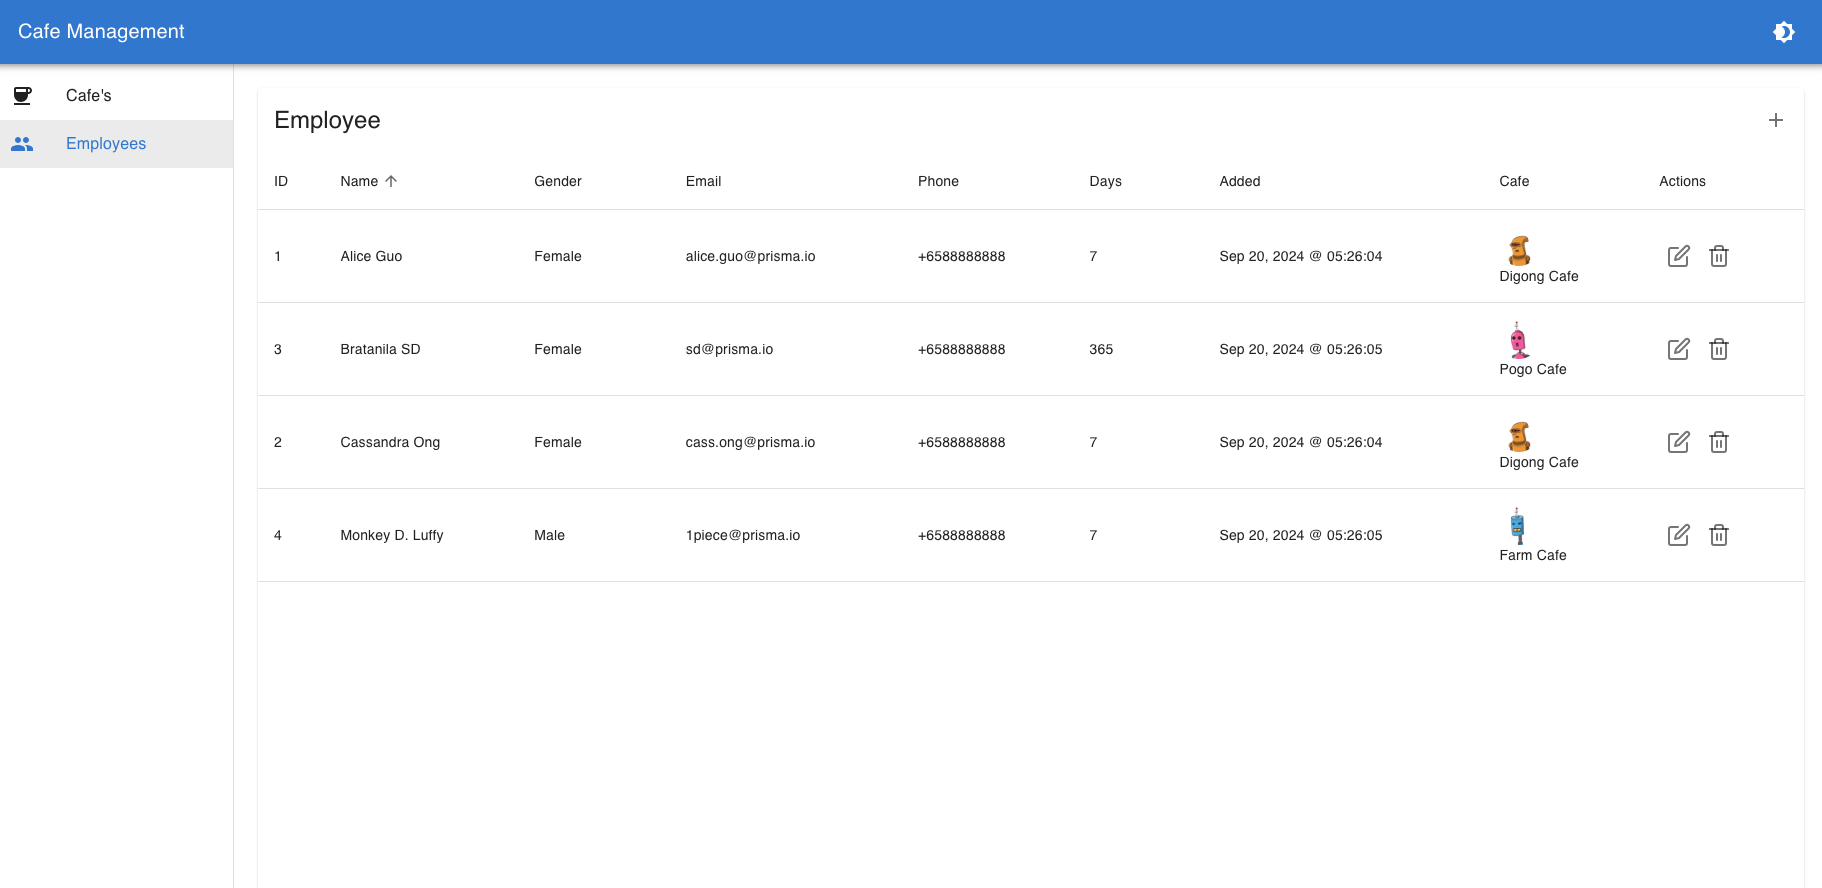 Cafe Management
Cafe's
Employees
Employee
ID Name Gender Email Phone Days Added Cafe Actions
1 Alice Guo Female alice.guo@prisma.io +6588888888 7 Sep 20, 2024 @ 05:26:04 Digong Cafe
3 Bratanila SD Female sd@prisma.io +6588888888 365 Sep 20, 2024 @ 05:26:05 Pogo Cafe
2 Cassandra Ong Female cass.ong@prisma.io +6588888888 7 Sep 20, 2024 @ 05:26:04 Digong Cafe
4 Monkey D. Luffy Male 1piece@prisma.io +6588888888 7 Sep 20, 2024 @ 05:26:05 Farm Cafe